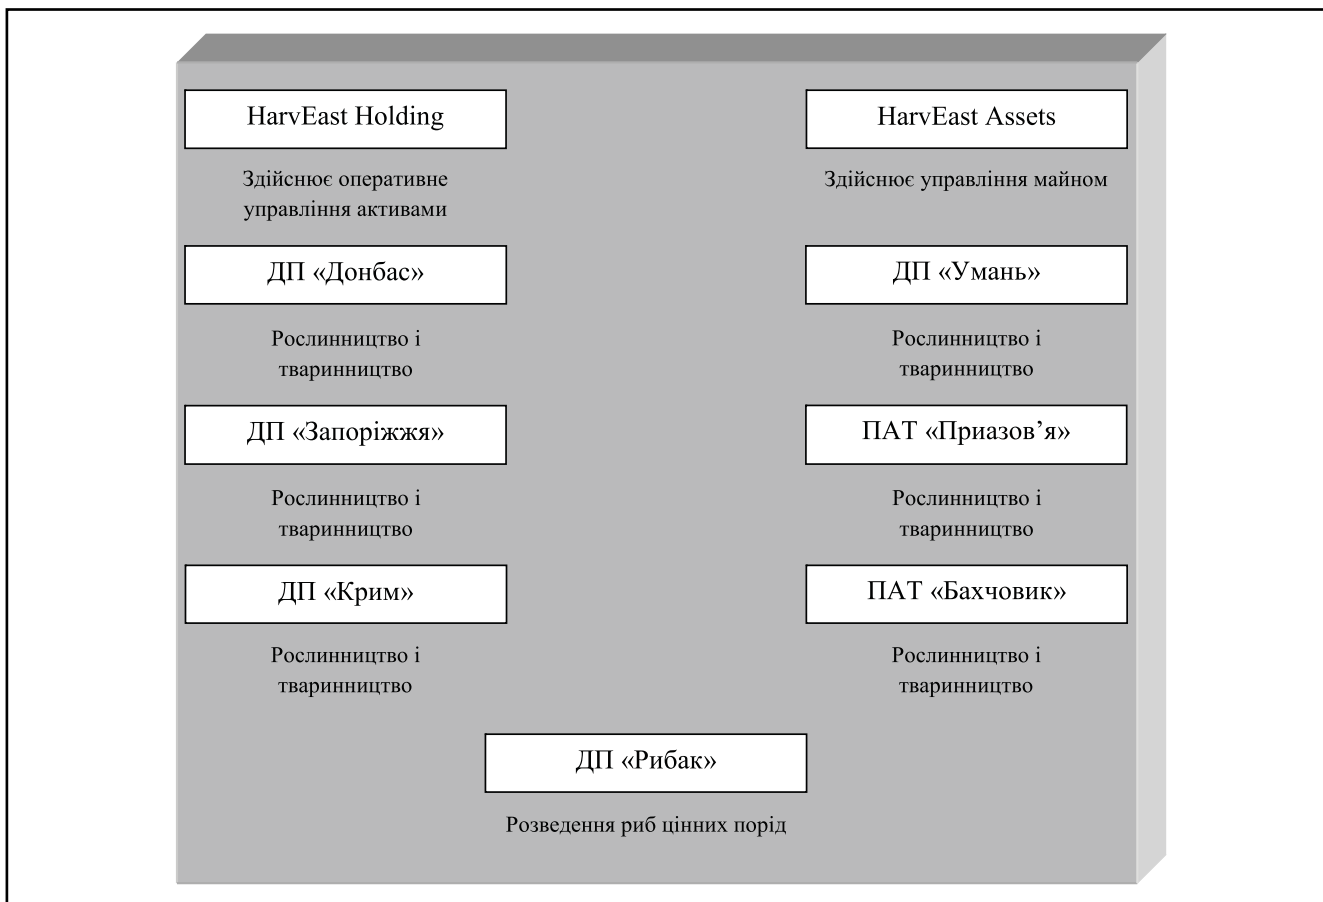 HarvEast Holding
HarvEast Assets
Здійснює оперативне
управління активами
Здійснює управління майном
ДП «Донбас»
ДП «Умань»
Рослинництво і
тваринництво
Рослинництво і
тваринництво
ДП «Запоріжжя»
ПАТ «Приазов’я»
Рослинництво і
тваринництво
Рослинництво і
тваринництво
ДП «Крим»
ПАТ «Бахчовик»
Рослинництво і
тваринництво
Рослинництво і
тваринництво
ДП «Рибак»
Розведення риб цінних порід